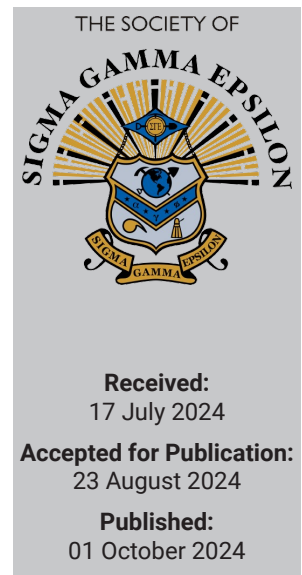 THE SOCIETY OF
SIGMA GAMMA EPSILON
ΣΓΕ
SIGMA
GAMMA
EPSILON
Received:
17 July 2024
Accepted for Publication:
23 August 2024
Published:
01 October 2024